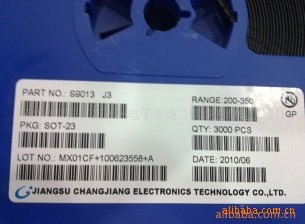 PART NO.: S9013 J3
RANGE:200-350
GP
PKG: SOT-23
QTY: 3000 PCS
LOT NO.: MX01CF+100623558+A
DATE: 2010/06
JIANGSU CHANGJIANG ELECTRONICS TECHNOLOGY CO.,LTD.
alibaba.com.cn